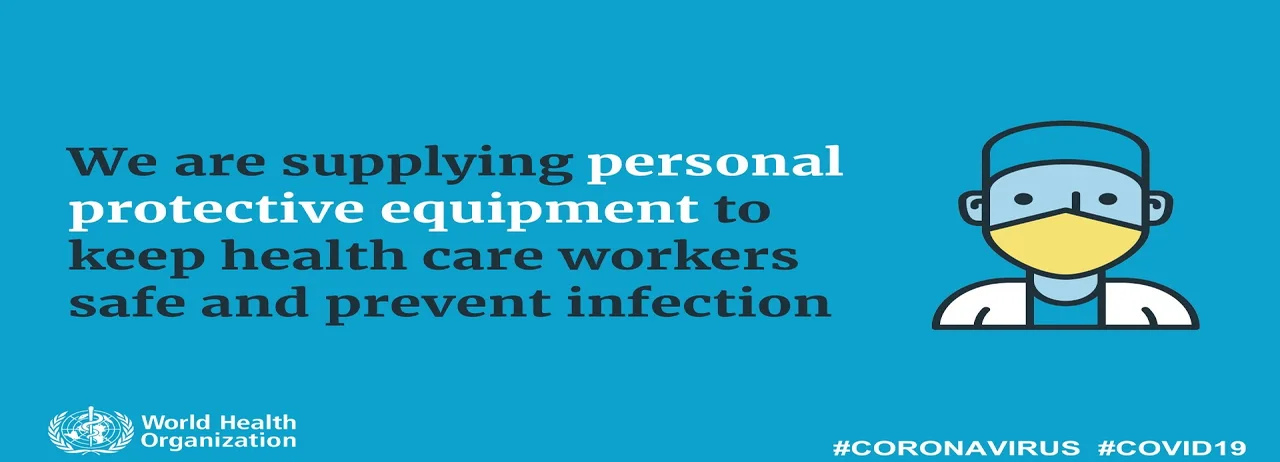 We are supplying personal
protective equipment to
keep health care workers
safe and prevent infection
World Health
Organization
#CORONAVIRUS #COVID19